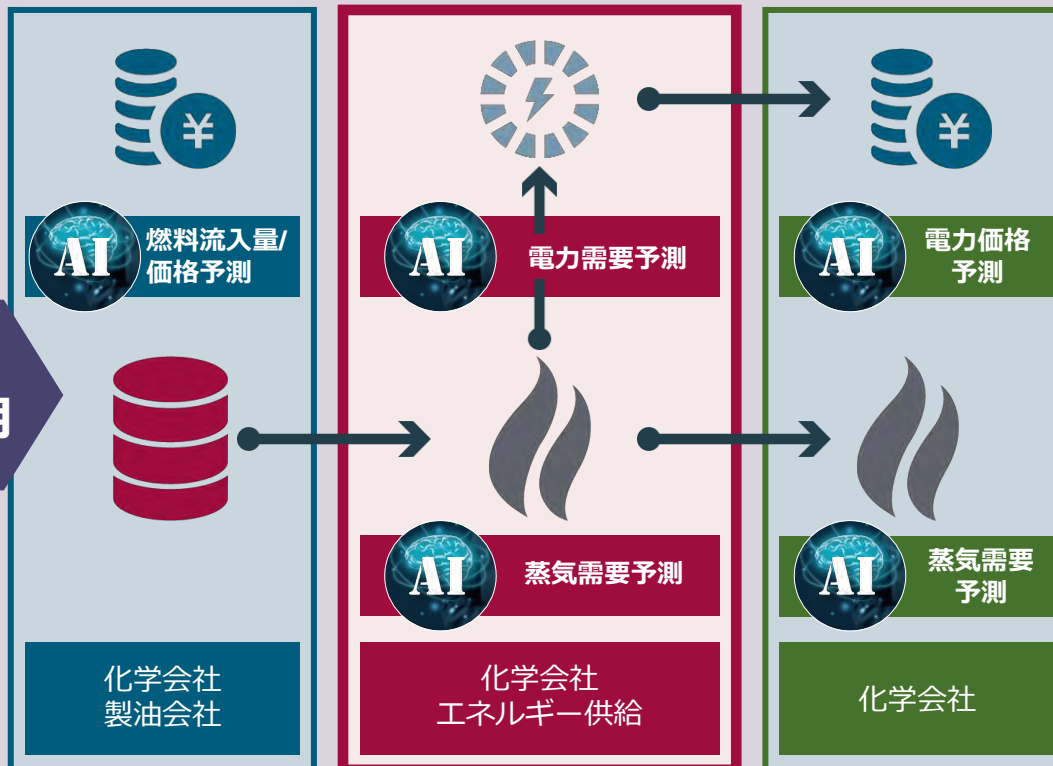 ¥
¥
AI
燃料流入量/
価格予測
AI
電力需要予測
AI
電力価格
予測
AI
蒸気需要予測
AI
蒸気需要
予測
化学会社
製油会社
化学会社
エネルギー供給
化学会社